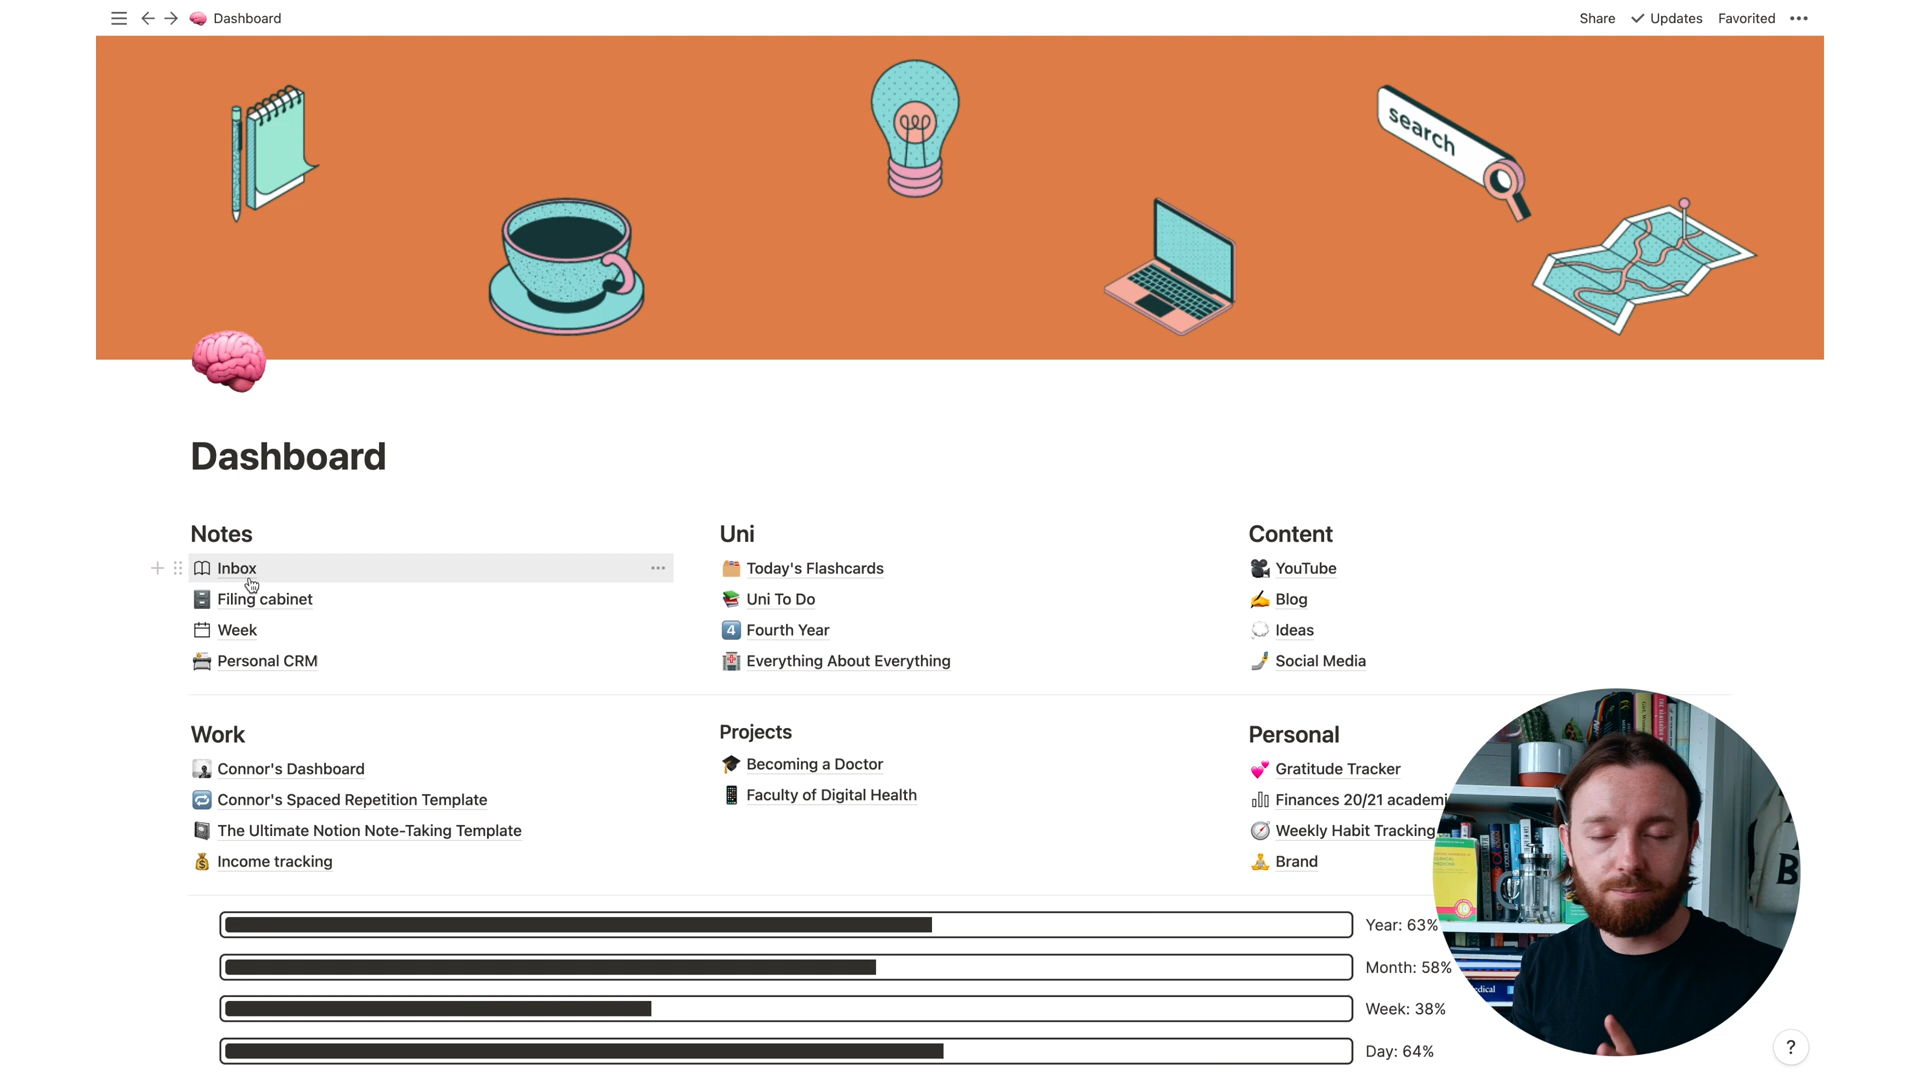 Dashboard
Share
Updates
Favorited
search
Dashboard
Notes
Inbox
Filing cabinet
Week
Personal CRM
Uni
Today's Flashcards
Uni To Do
4 Fourth Year
Everything About Everything
Content
YouTube
Blog
Ideas
Social Media
Work
Connor's Dashboard
Connor's Spaced Repetition Template
The Ultimate Notion Note-Taking Template
Income tracking
Projects
Becoming a Doctor
Faculty of Digital Health
Personal
Gratitude Tracker
Finances 20/21 academi
Weekly Habit Tracking
Brand
Year: 63%
Month: 58%
Week: 38%
Day: 64%
?